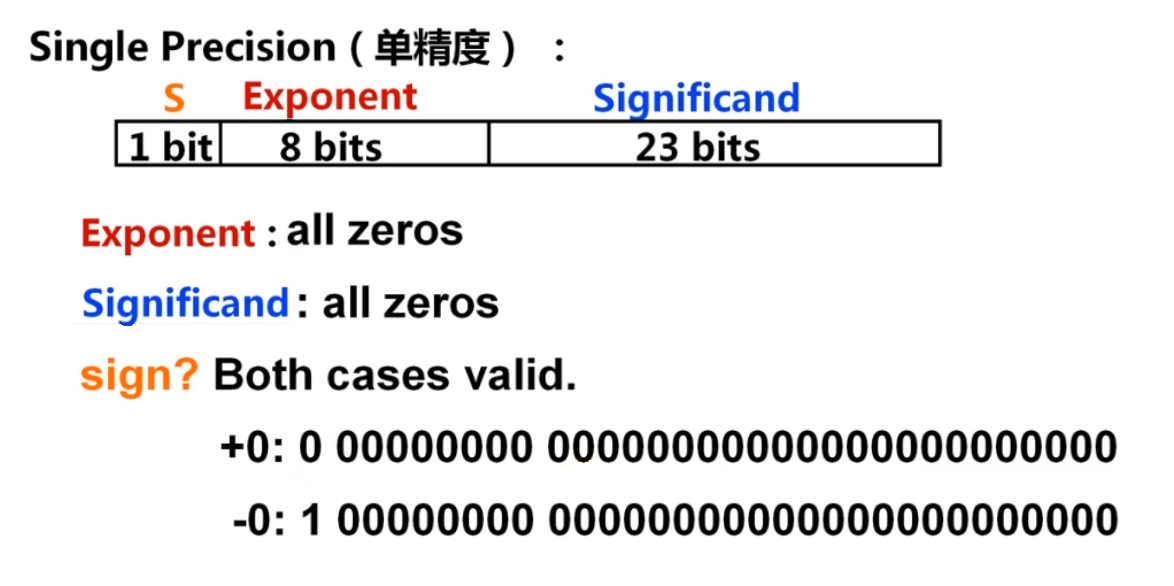 Single Precision（单精度）：
S Exponent Significand
1 bit 8 bits 23 bits
Exponent : all zeros
Significand : all zeros
sign? Both cases valid.
+0: 0 00000000 00000000000000000000000
-0: 1 00000000 00000000000000000000000